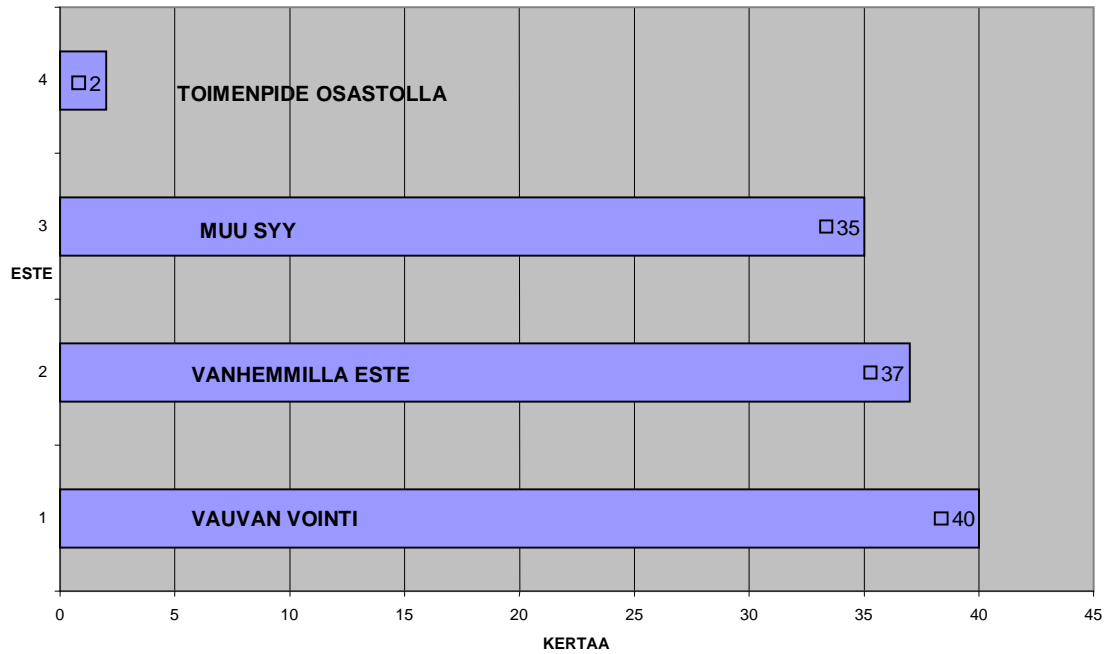 4
2
TOIMENPIDE OSASTOLLA
3
MUU SYY
35
ESTE
2
VANHEMMILLA ESTE
37
1
VAUVAN VOINTI
40
0 5 10 15 20 25 30 35 40 45
KERTAA